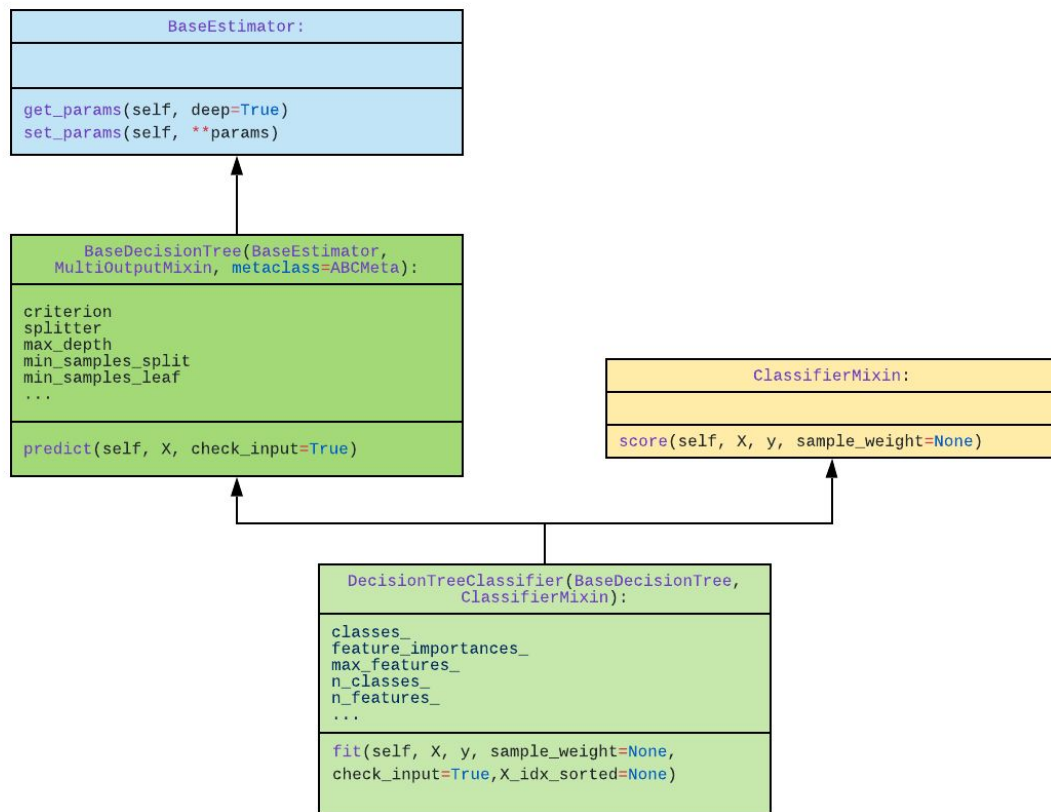 BaseEstimator:
get_params(self, deep=True)
set_params(self, **params)
BaseDecisionTree(BaseEstimator,
MultiOutputMixin, metaclass=ABCMeta):
criterion
splitter
max_depth
min_samples_split
min_samples_leaf
...
predict(self, X, check_input=True)
ClassifierMixin:
score(self, X, y, sample_weight=None)
DecisionTreeClassifier(BaseDecisionTree,
ClassifierMixin):
classes_
feature_importances_
max_features_
n_classes_
n_features_
...
fit(self, X, y, sample_weight=None,
check_input=True,X_idx_sorted=None)